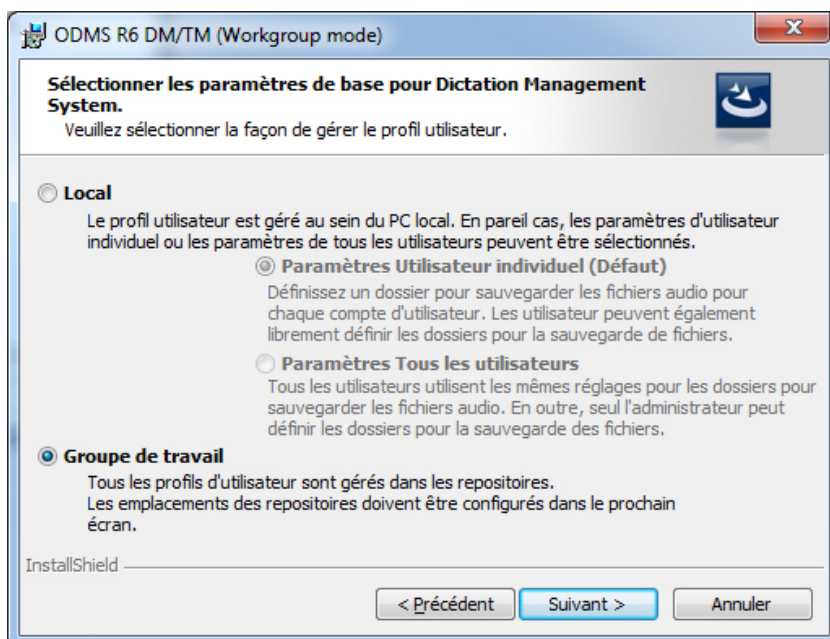 ODMS R6 DM/TM (Workgroup mode)
Sélectionner les paramètres de base pour Dictation Management
System.
Veuillez sélectionner la façon de gérer le profil utilisateur.
Local
Le profil utilisateur est géré au sein du PC local. En pareil cas, les paramètres d'utilisateur
individuel ou les paramètres de tous les utilisateurs peuvent être sélectionnés.
Paramètres Utilisateur individuel (Défaut)
Définissez un dossier pour sauvegarder les fichiers audio pour
chaque compte d'utilisateur. Les utilisateur peuvent également
librement définir les dossiers pour la sauvegarde de fichiers.
Paramètres Tous les utilisateurs
Tous les utilisateurs utilisent les mêmes réglages pour les dossiers pour
sauvegarder les fichiers audio. En outre, seul l'administrateur peut
définir les dossiers pour la sauvegarde des fichiers.
Groupe de travail
Tous les profils d'utilisateur sont gérés dans les repositoires.
Les emplacements des repositoires doivent être configurés dans le prochain
écran.
InstallShield
< Précédent
Suivant >
Annuler